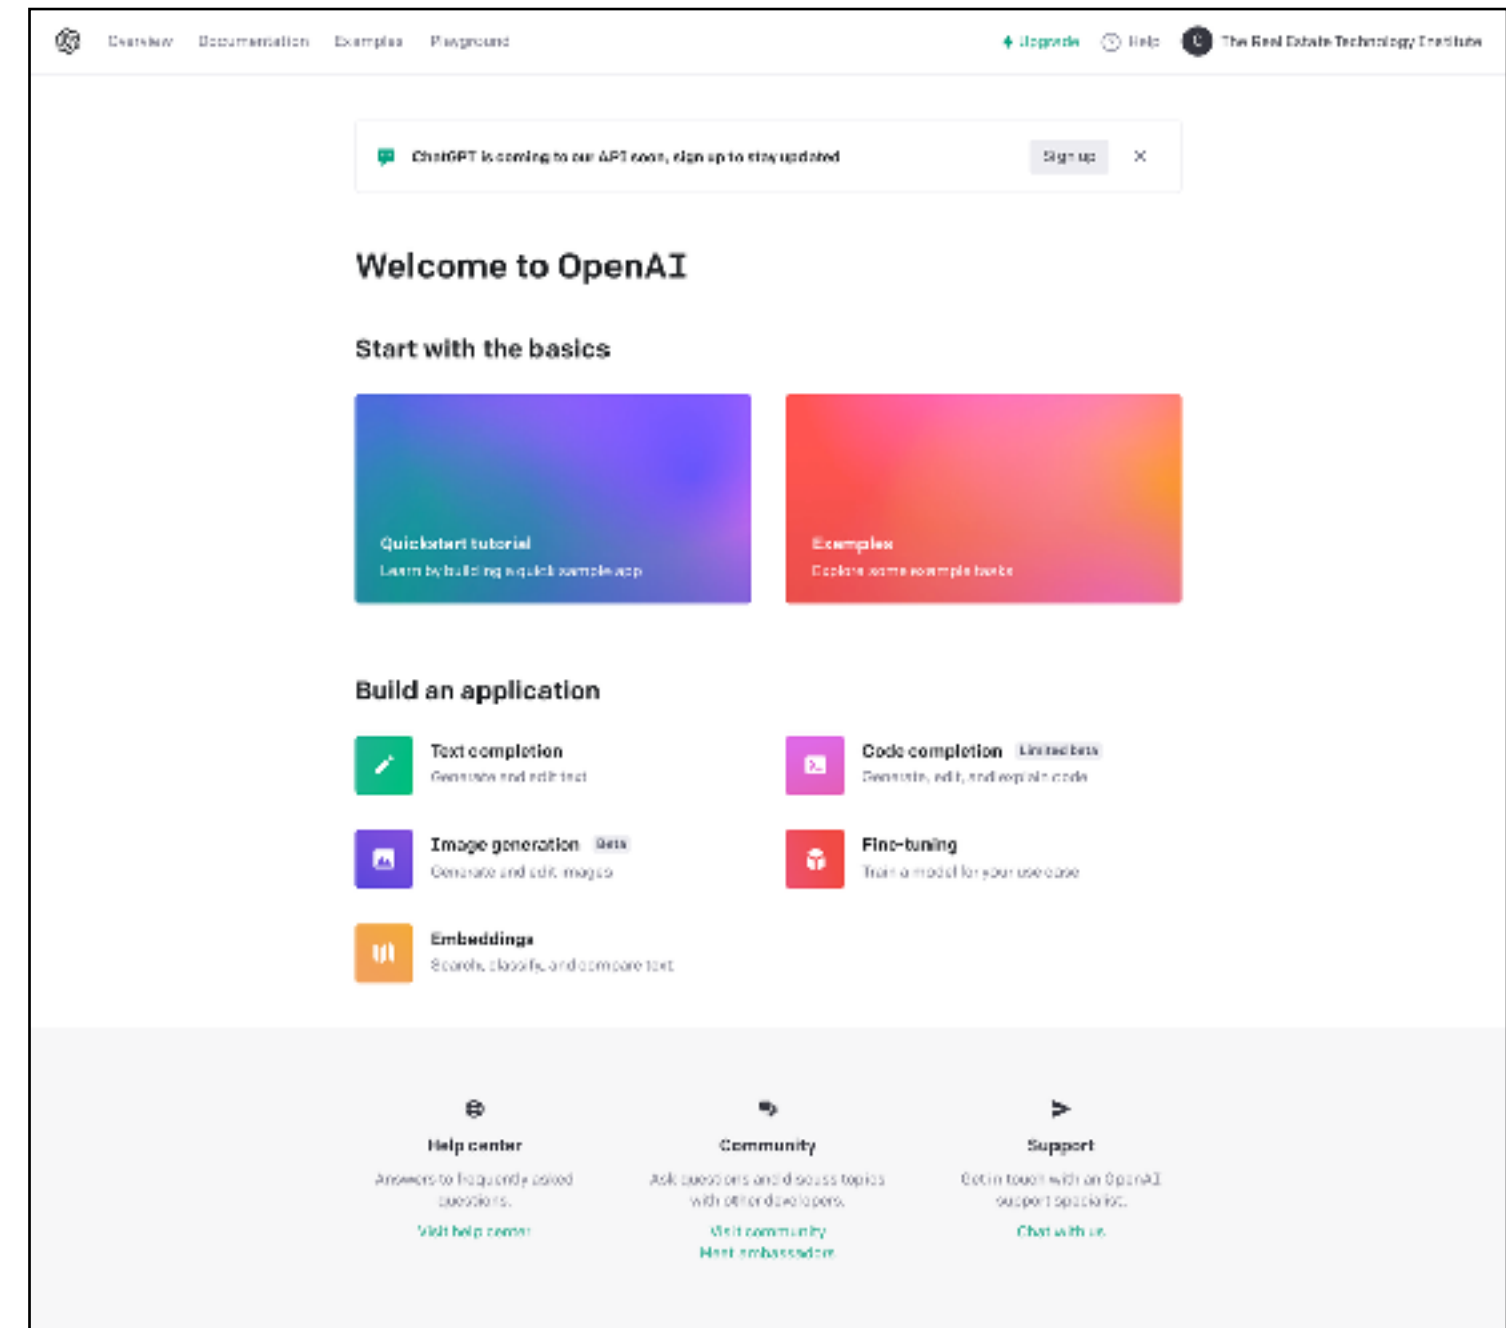 Overview Documentation Examples Playground Upgrade Help C The Real Estate Technology Institute
ChatGPT is coming to our API soon, sign up to stay updated Sign up
Welcome to OpenAI
Start with the basics
Quickstart tutorial
Learn by building a quick sample app
Examples
Explore some example tasks
Build an application
Text completion
Generate and edit text
Code completion Limited beta
Generate, edit, and explain code
Image generation Beta
Generate and edit images
Fine-tuning
Train a model for your use case
Embeddings
Search, classify, and compare text
Help center
Answers to frequently asked
questions.
Visit help center
Community
Ask questions and discuss topics
with other developers.
Visit community
Meet ambassadors
Support
Get in touch with an OpenAI
support specialist.
Chat with us